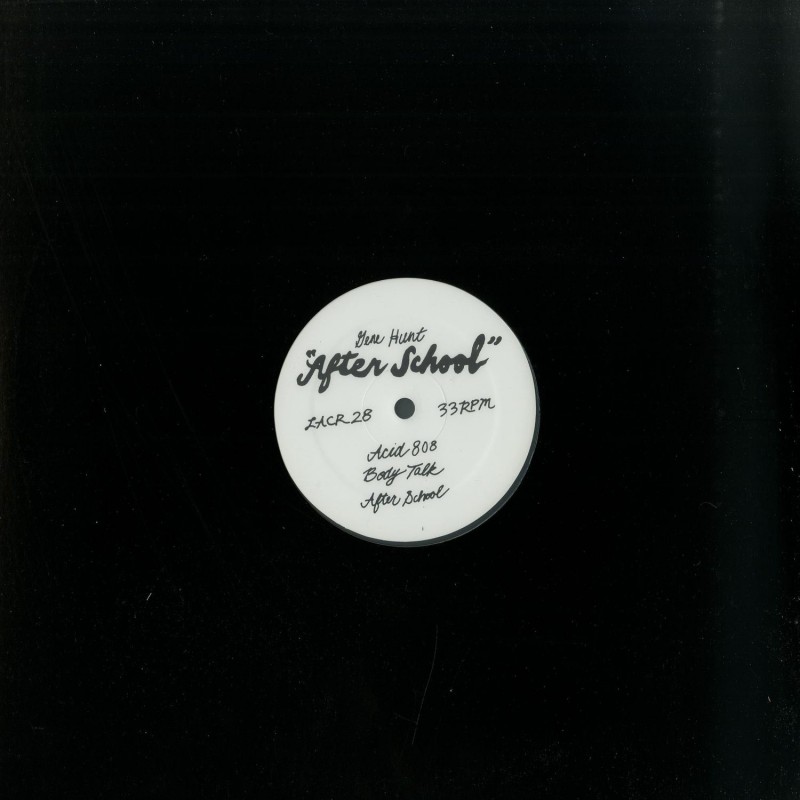 Gene Hunt
"After School"
LACR 28 33RPM
Acid 808
Body Talk
After School